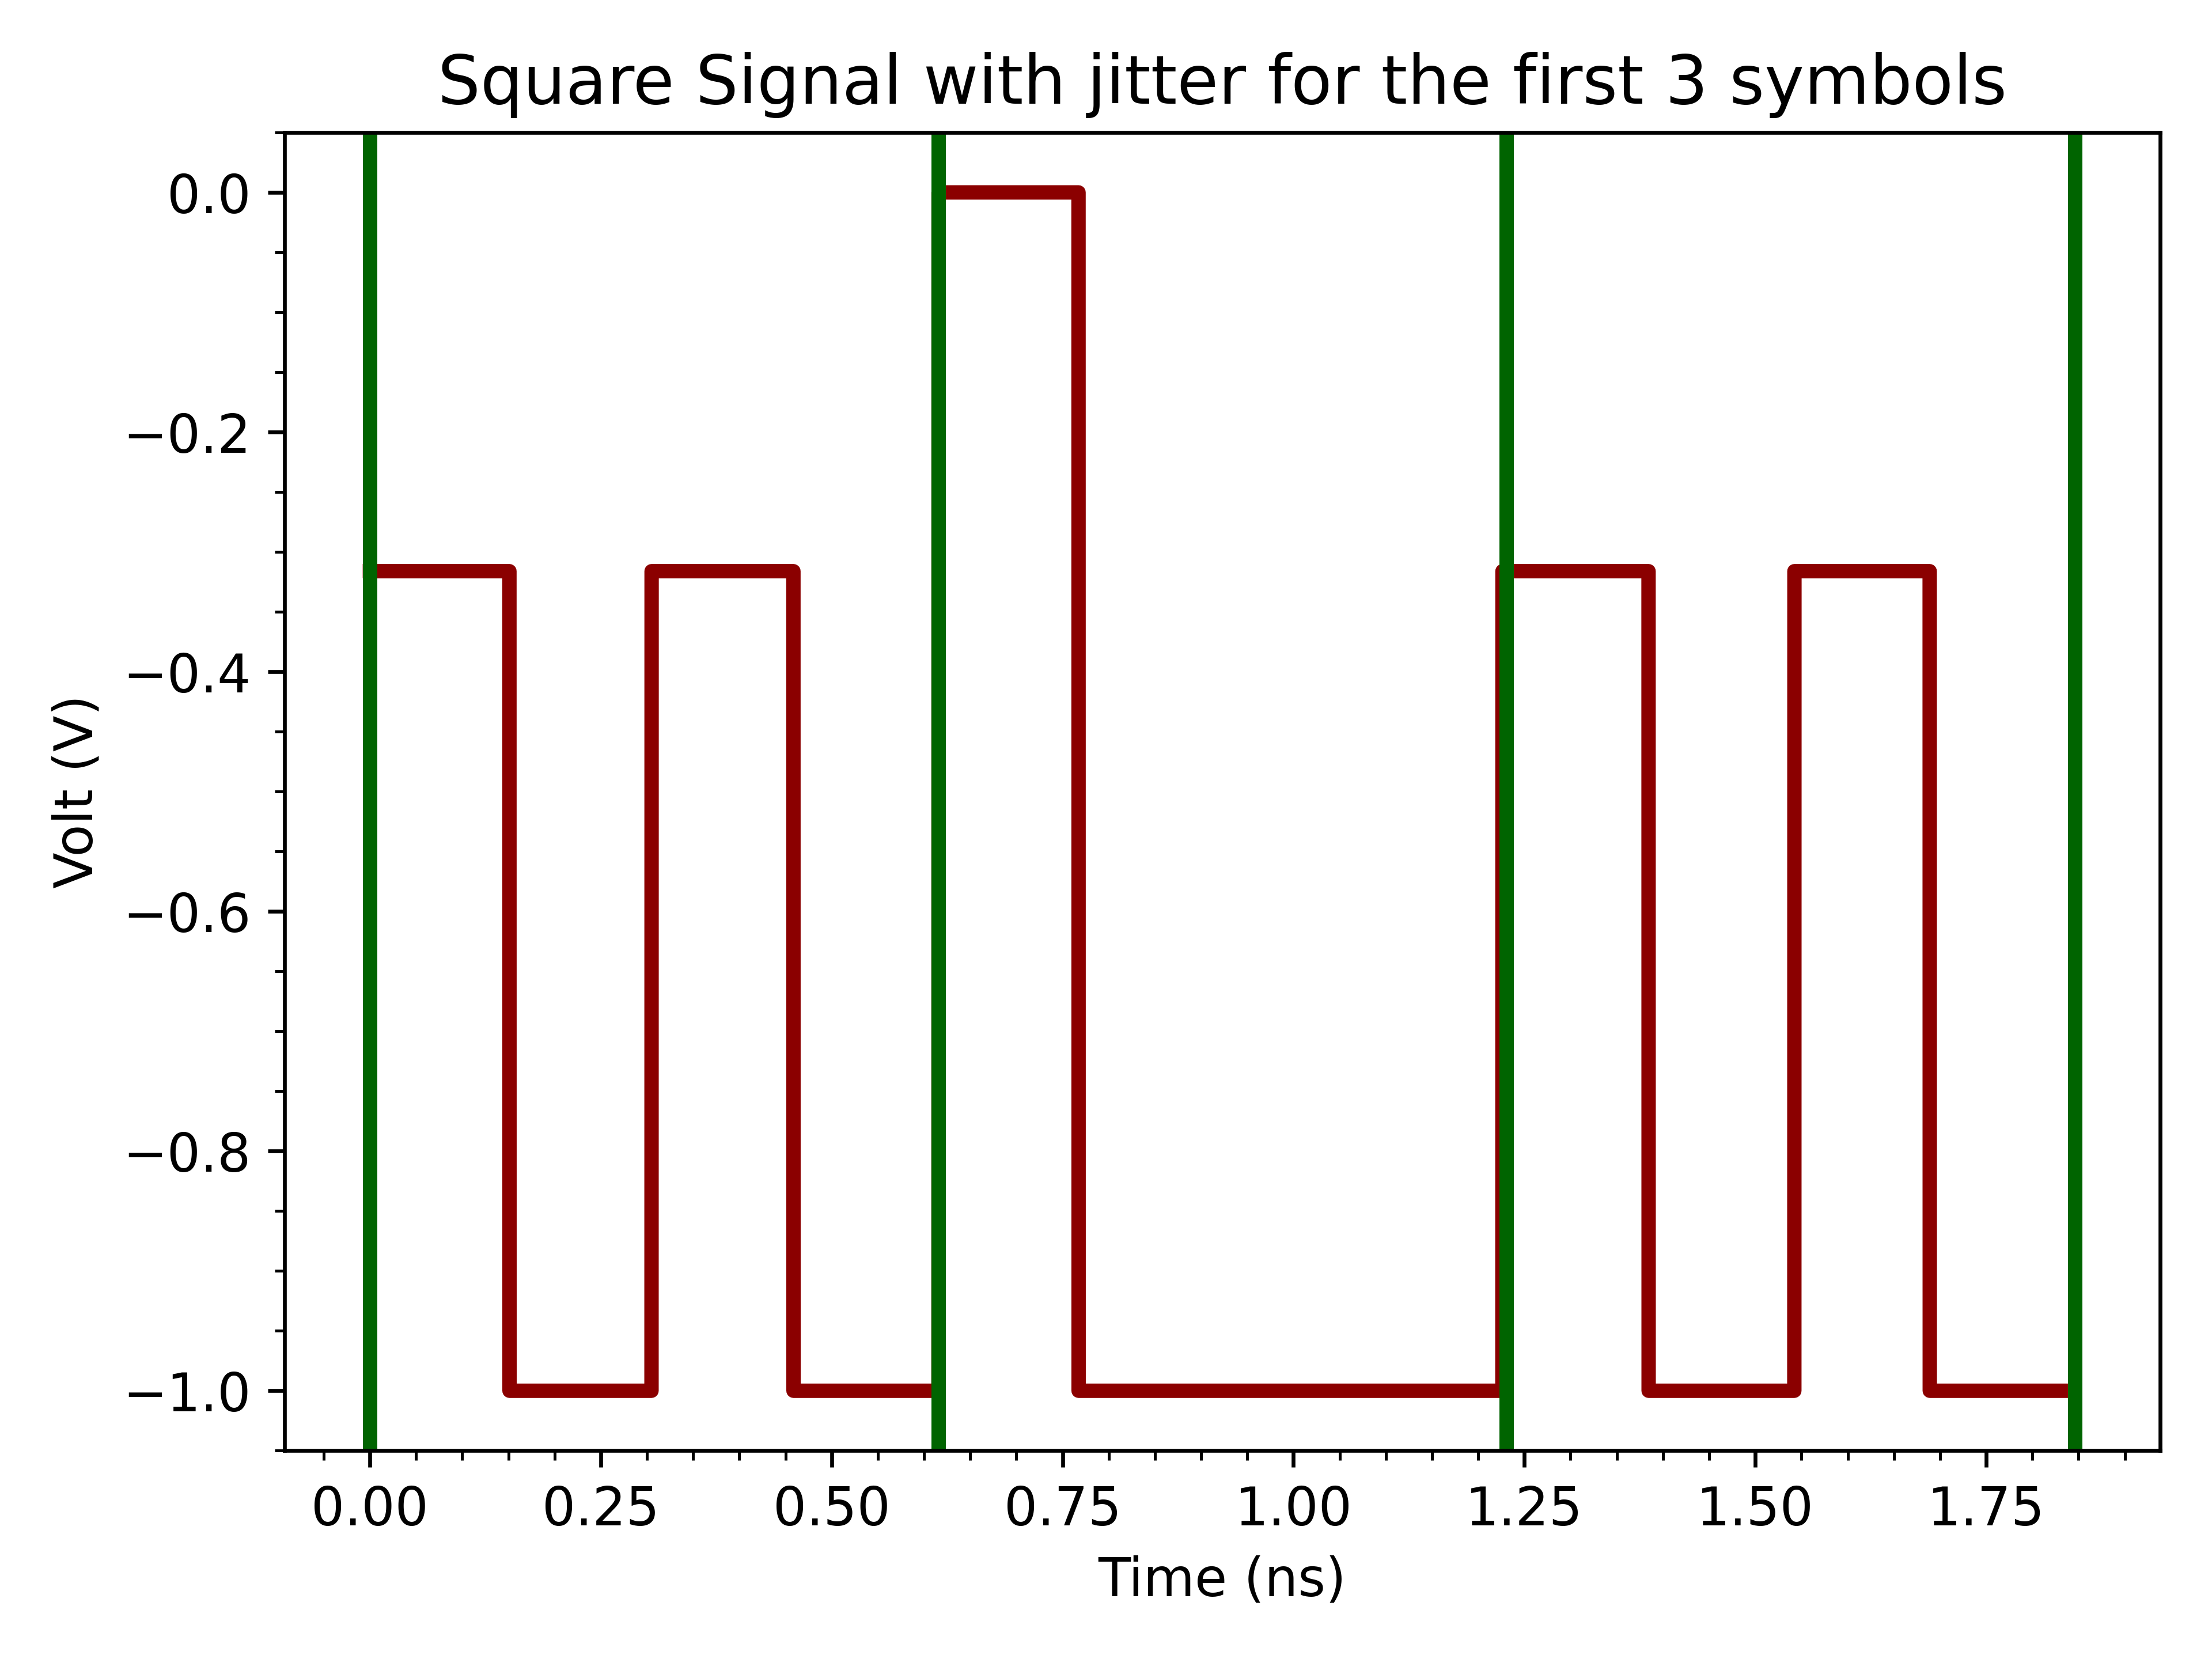 Square Signal with jitter for the first 3 symbols
Volt (V)
0.0
−0.2
−0.4
−0.6
−0.8
−1.0
0.00 0.25 0.50 0.75 1.00 1.25 1.50 1.75
Time (ns)